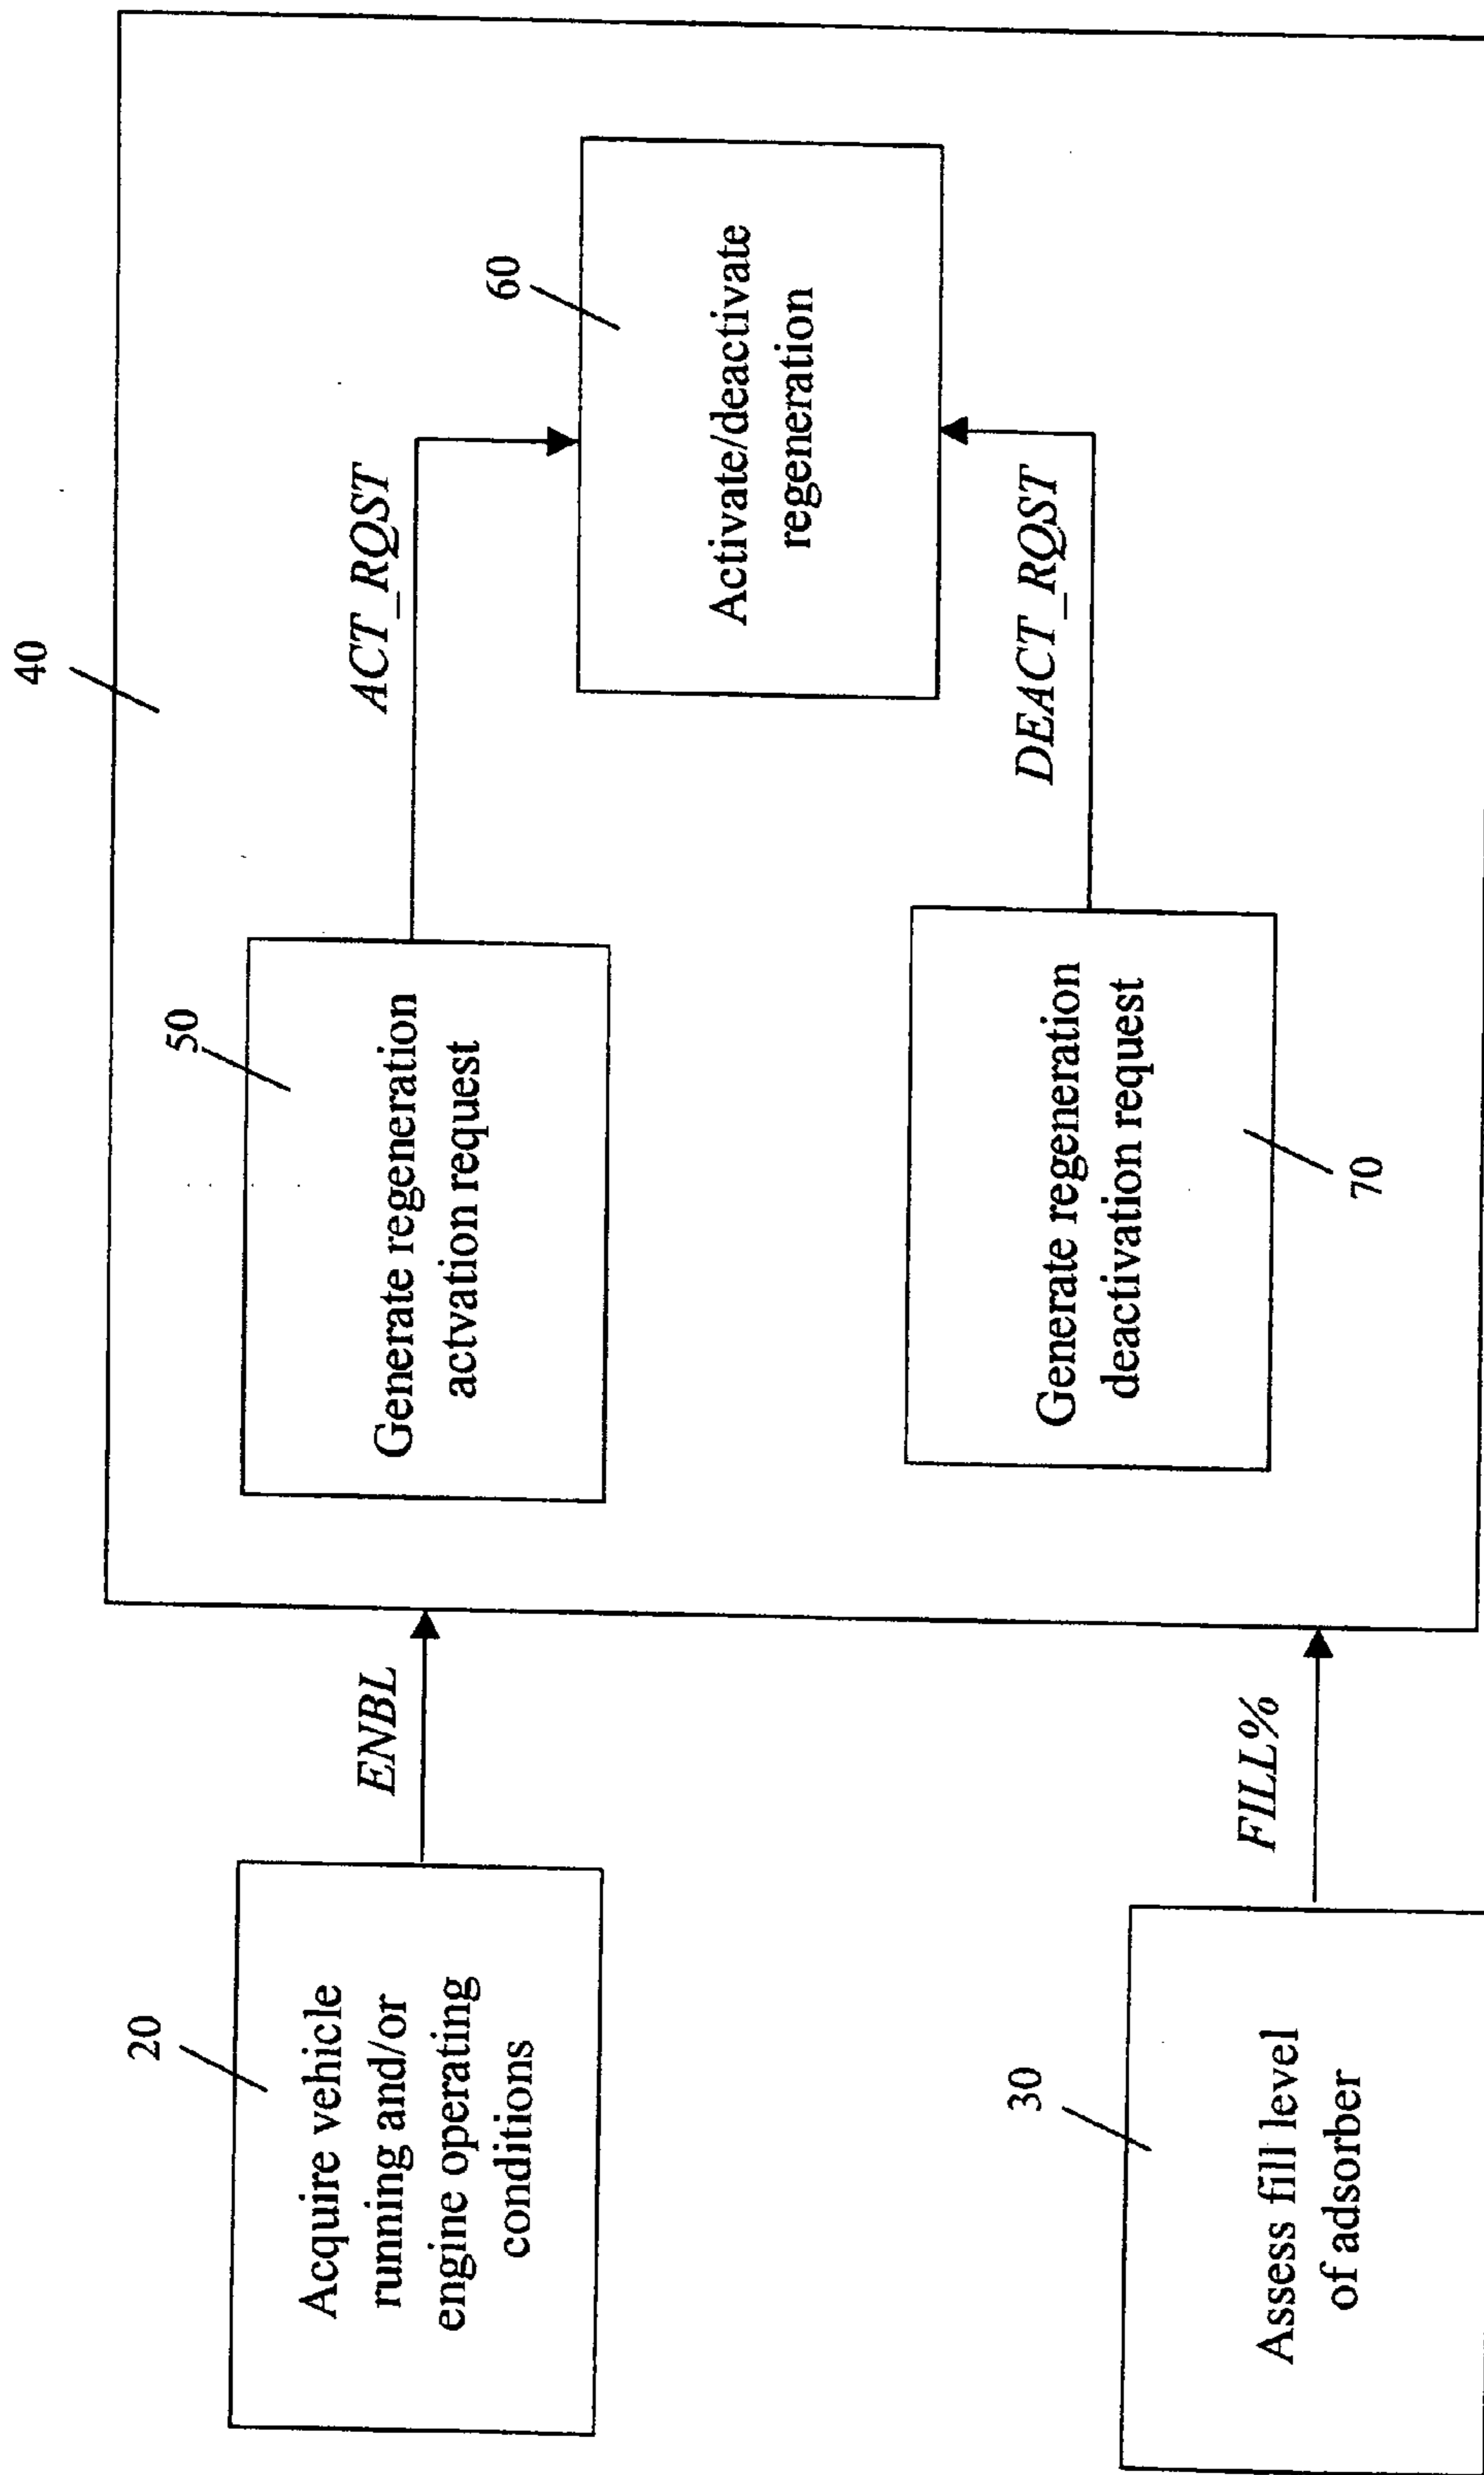 20
Acquire vehicle
running and/or
engine operating
conditions
ENBL
30
Assess fill level
of adsorber
FILL%
40
50
Generate regeneration
actvation request
ACT_RQST
60
Activate/deactivate
regeneration
Generate regeneration
deactivation request
70
DEACT_RQST